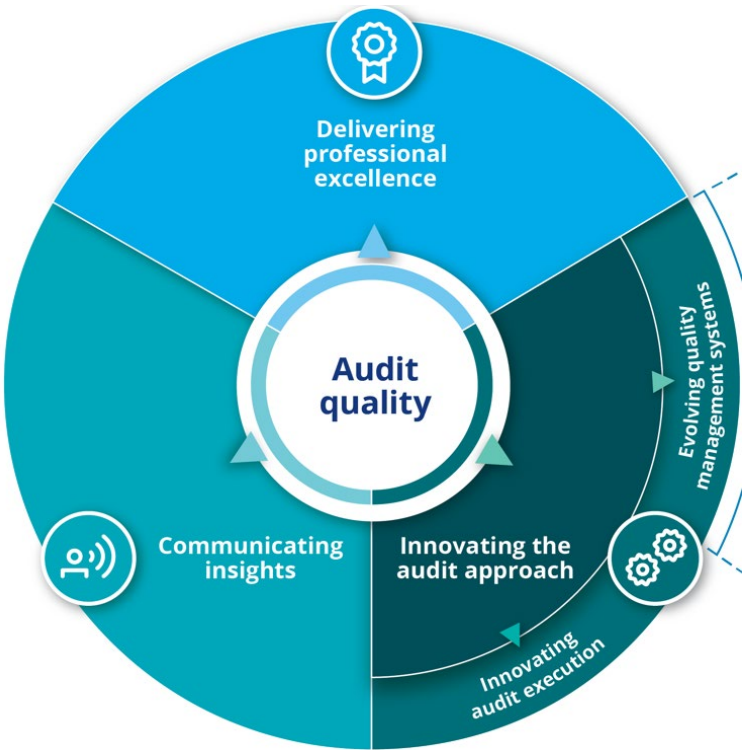 Delivering
professional
excellence
Audit
quality
Evolving quality
management systems
Communicating
insights
Innovating the
audit approach
Innovating
audit execution